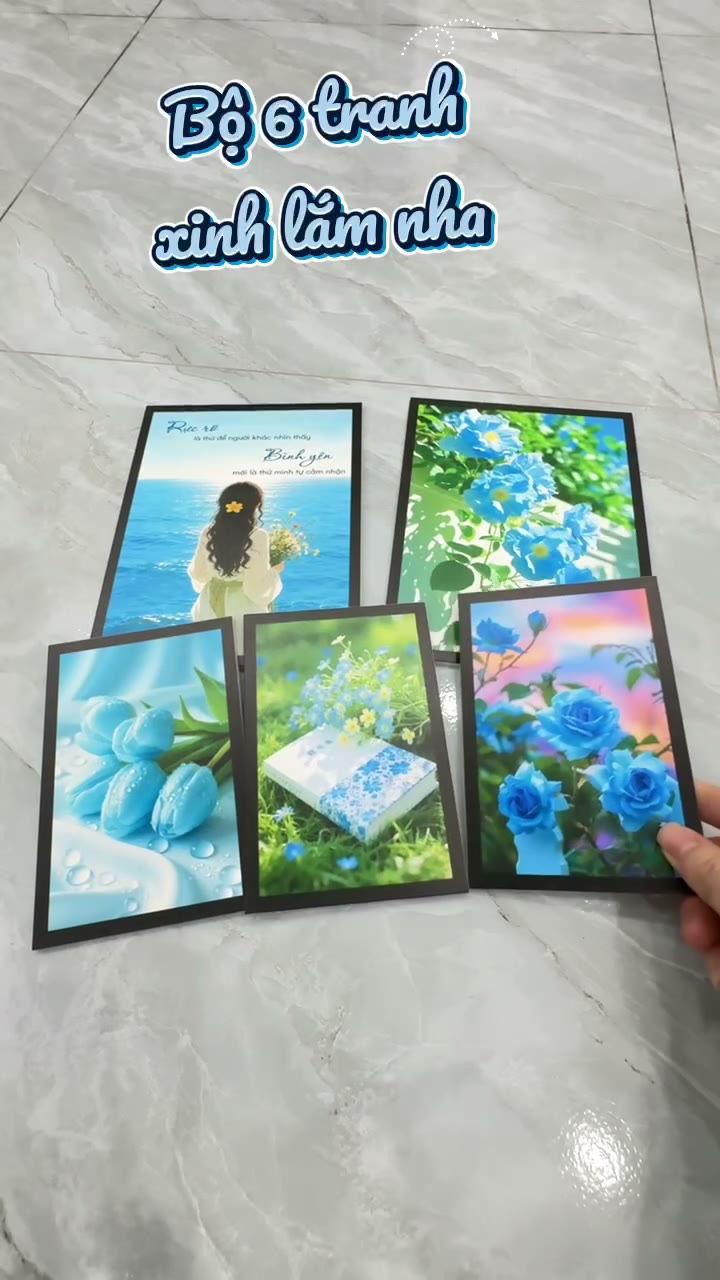 Bộ 6 tranh
xinh lắm nha
Rực rỡ
là thứ để người khác nhìn thấy
Bình yên
mới là thứ mình tự cảm nhận